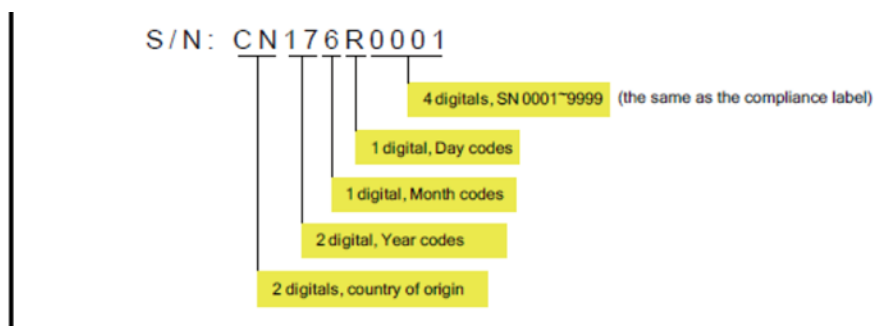 S/N: CN176R0001
4 digitals, SN 0001~9999 (the same as the compliance label)
1 digital, Day codes
1 digital, Month codes
2 digital, Year codes
2 digitals, country of origin